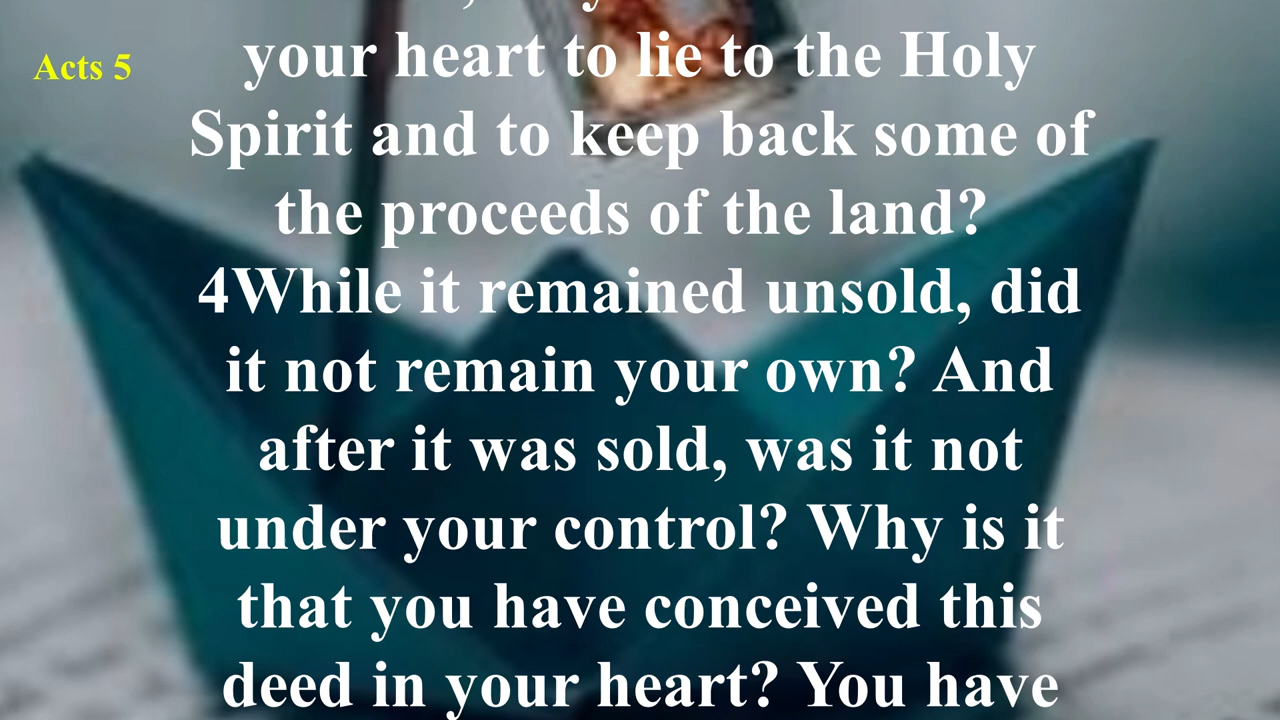 Acts 5
your heart to lie to the Holy
Spirit and to keep back some of
the proceeds of the land?
4While it remained unsold, did
it not remain your own? And
after it was sold, was it not
under your control? Why is it
that you have conceived this
deed in your heart? You have